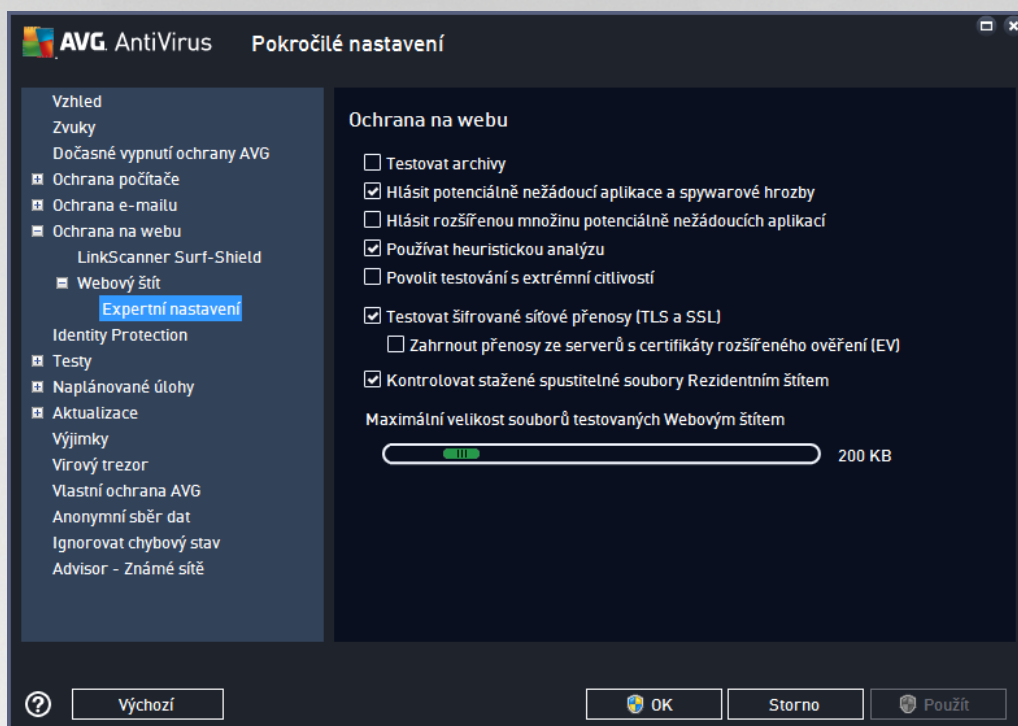 AVG. AntiVirus Pokročilé nastavení
Vzhled
Zvuky
Dočasné vypnutí ochrany AVG
Ochrana počítače
Ochrana e-mailu
Ochrana na webu
LinkScanner Surf-Shield
Webový štít
Expertní nastavení
Identity Protection
Testy
Naplánované úlohy
Aktualizace
Výjimky
Virový trezor
Vlastní ochrana AVG
Anonymní sběr dat
Ignorovat chybový stav
Advisor - Známé sítě
Ochrana na webu
Testovat archivy
Hlásit potenciálně nežádoucí aplikace a spywarové hrozby
Hlásit rozšířenou množinu potenciálně nežádoucích aplikací
Používat heuristickou analýzu
Povolit testování s extrémní citlivostí
Testovat šifrované síťové přenosy (TLS a SSL)
Zahrnout přenosy ze serverů s certifikáty rozšířeného ověření (EV)
Kontrolovat stažené spustitelné soubory Rezidentním štítem
Maximální velikost souborů testovaných Webovým štítem
200 KB
Výchozí
OK
Storno
Použít